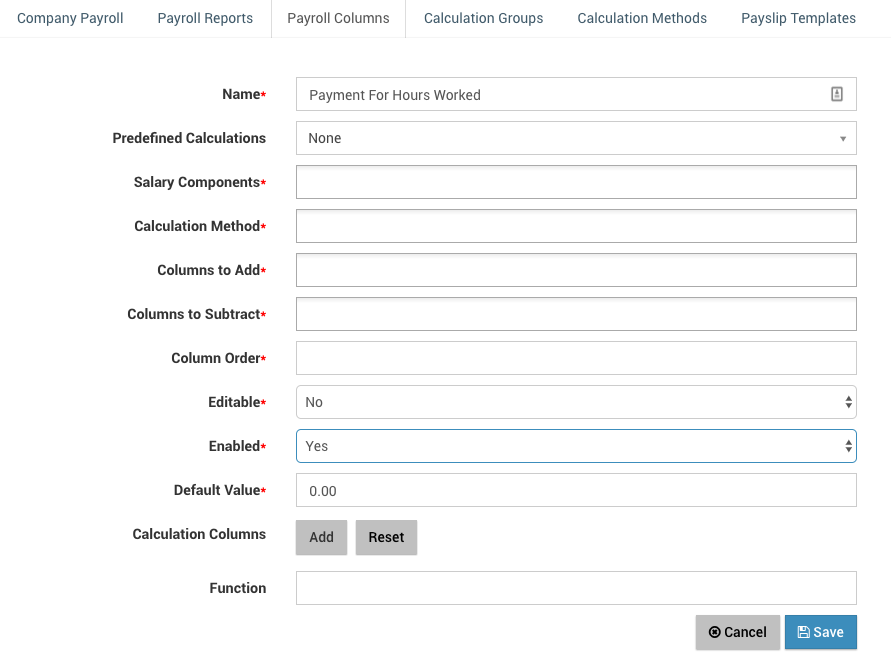 Company Payroll Payroll Reports Payroll Columns Calculation Groups Calculation Methods Payslip Templates
Name* Payment For Hours Worked
Predefined Calculations None
Salary Components*
Calculation Method*
Columns to Add*
Columns to Subtract*
Column Order*
Editable* No
Enabled* Yes
Default Value* 0.00
Calculation Columns Add Reset
Function
Cancel Save